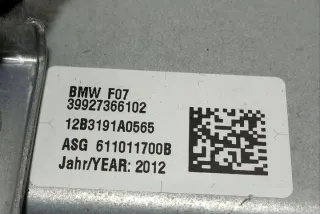 BMW F07
39927366102
12B3191A0565
ASG 611011700B
Jahr/YEAR: 2012